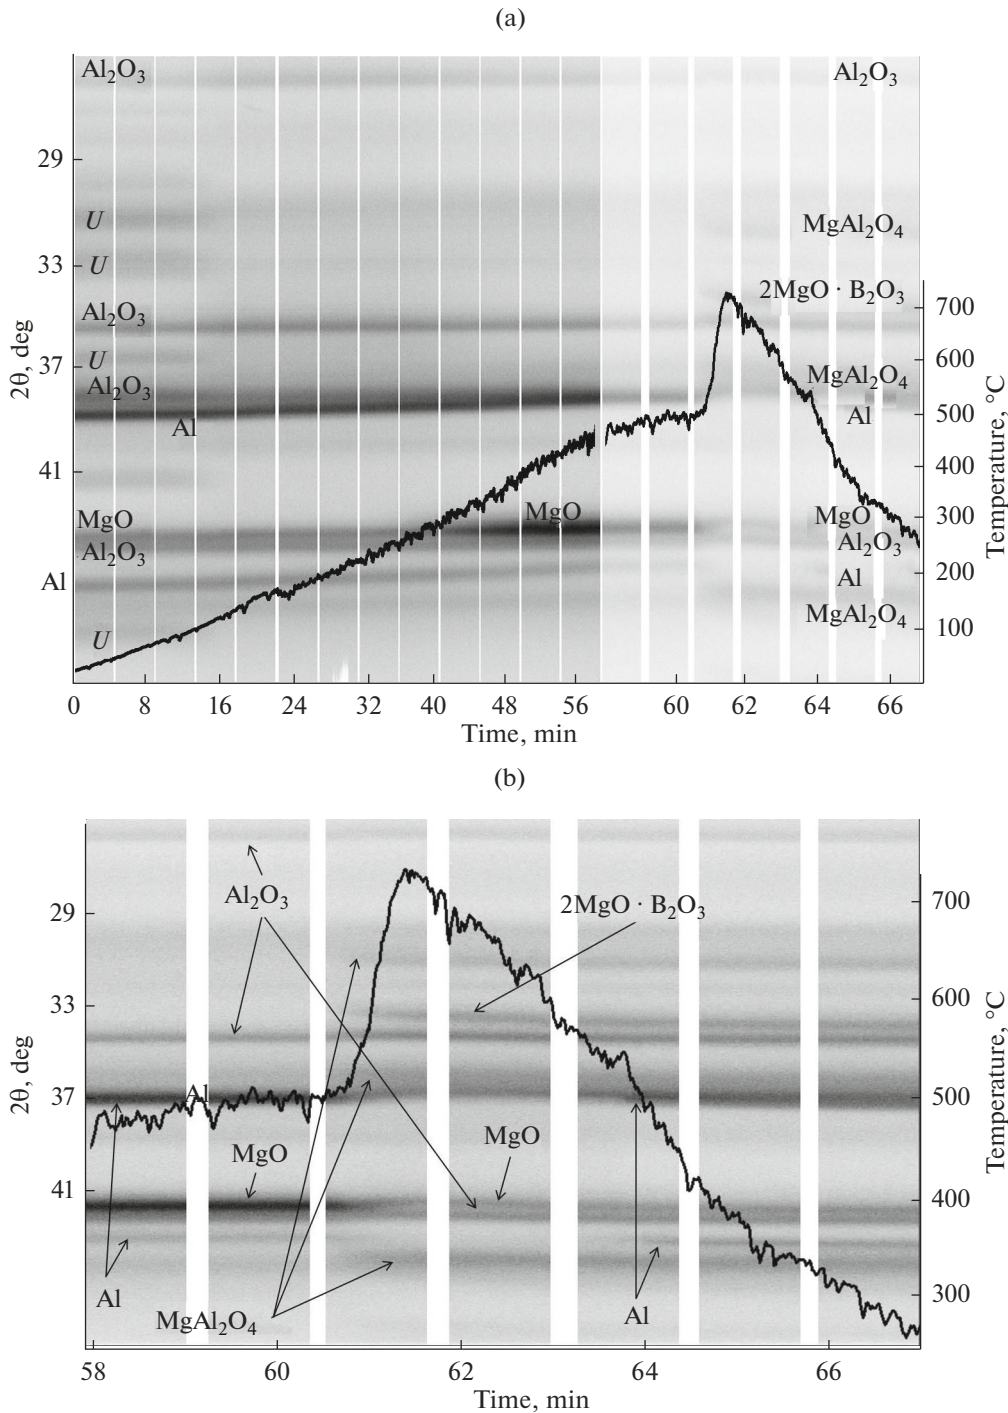 (a)
Al₂O₃
Al₂O₃
29
U
MgAl₂O₄
33
U
2MgO · B₂O₃
700
Al₂O₃
2θ, deg
37
U
600
MgAl₂O₄
Al₂O₃
Al
500
Al
41
400
Temperature, °C
MgO
MgO
MgO
300
Al₂O₃
Al₂O₃
Al
Al
200
MgAl₂O₄
U
100
0 8 16 24 32 40 48 56 60 62 64 66
Time, min
(b)
Al₂O₃
2MgO · B₂O₃
700
29
33
600
2θ, deg
Temperature, °C
37
Al
500
MgO
MgO
41
400
Al
MgAl₂O₄
Al
300
58 60 62 64 66
Time, min